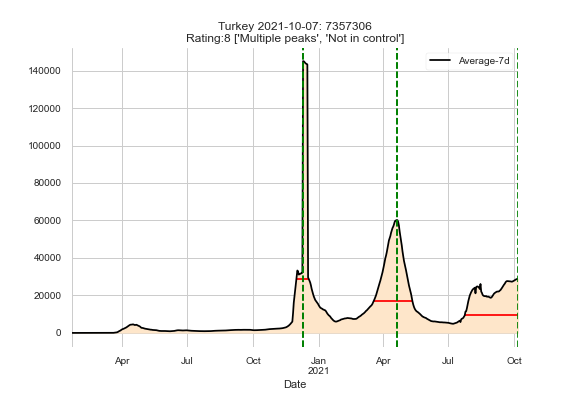 Turkey 2021-10-07: 7357306
Rating:8 ['Multiple peaks', 'Not in control']
Average-7d
140000
120000
100000
80000
60000
40000
20000
0
Apr
Jul
Oct
Jan
2021
Apr
Jul
Oct
Date